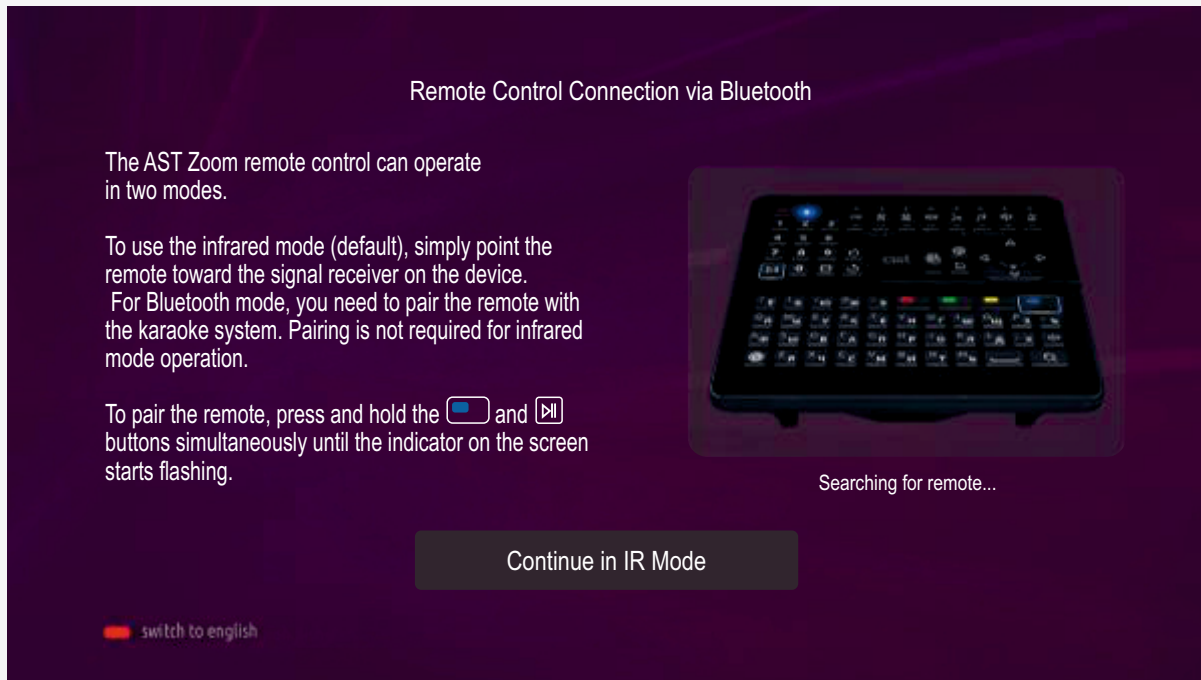 Remote Control Connection via Bluetooth
The AST Zoom remote control can operate
in two modes.
To use the infrared mode (default), simply point the
remote toward the signal receiver on the device.
For Bluetooth mode, you need to pair the remote with
the karaoke system. Pairing is not required for infrared
mode operation.
To pair the remote, press and hold the and
buttons simultaneously until the indicator on the screen
starts flashing.
Searching for remote...
Continue in IR Mode
switch to english